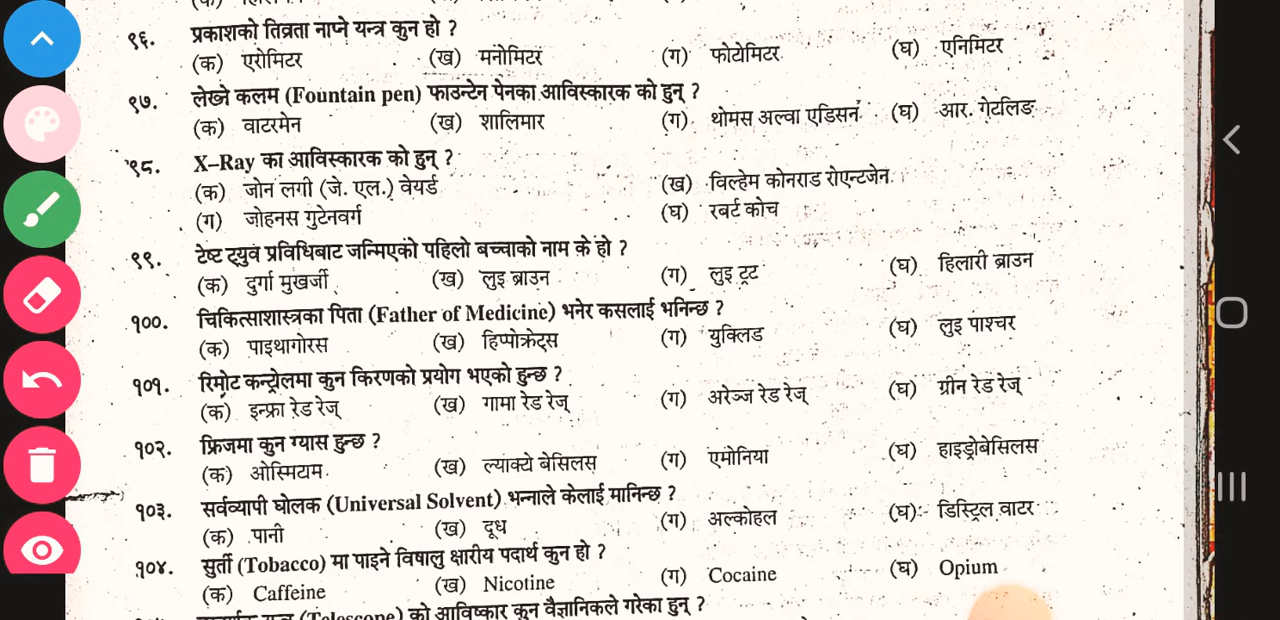 ९६. प्रकाशको तिव्रता नाप्ने यन्त्र कुन हो ?
(क) एरोमिटर (ख) मनोमिटर (ग) फोटोमिटर (घ) एनिमिटर
९७. लेख्ने कलम (Fountain pen) फाउन्टेन पेनका आविस्कारक को हुन् ?
(क) वाटरमेन (ख) शालिमार (ग) थोमस अल्वा एडिसन (घ) आर. गेटलिङ
९८. X–Ray का आविस्कारक को हुन् ?
(क) जोन लगी (जे. एल.) वेयर्ड (ख) विल्हेम कोनराड रोएन्टजेन
(ग) जोहनस गुटेनवर्ग (घ) रबर्ट कोच
९९. टेष्ट ट्युव प्रविधिबाट जन्मिएको पहिलो बच्चाको नाम के हो ?
(क) दुर्गा मुखर्जी (ख) लुइ ब्राउन (ग) लुइ ट्रट (घ) हिलारी ब्राउन
१००. चिकित्साशास्त्रका पिता (Father of Medicine) भनेर कसलाई भनिन्छ ?
(क) पाइथागोरस (ख) हिप्पोक्रेट्स (ग) युक्लिड (घ) लुइ पाश्चर
१०१. रिमोट कन्ट्रोलमा कुन किरणको प्रयोग भएको हुन्छ ?
(क) इन्फ्रा रेड रेज् (ख) गामा रेड रेज् (ग) अरेञ्ज रेड रेज् (घ) ग्रीन रेड रेज्
१०२. फ्रिजमा कुन ग्यास हुन्छ ?
(क) ओस्मिटाम (ख) ल्याक्टो बेसिलस् (ग) एमोनिया (घ) हाइड्रोबेसिलस
१०३. सर्वव्यापी घोलक (Universal Solvent) भन्नाले केलाई मानिन्छ ?
(क) पानी (ख) दूध (ग) अल्कोहल (घ) डिस्ट्रिल वाटर
१०४. सुर्ती (Tobacco) मा पाइने विषालु क्षारीय पदार्थ कुन हो ?
(क) Caffeine (ख) Nicotine (ग) Cocaine (घ) Opium
(Telescope) को आविष्कार कुन वैज्ञानिकले गरेका हुन् ?